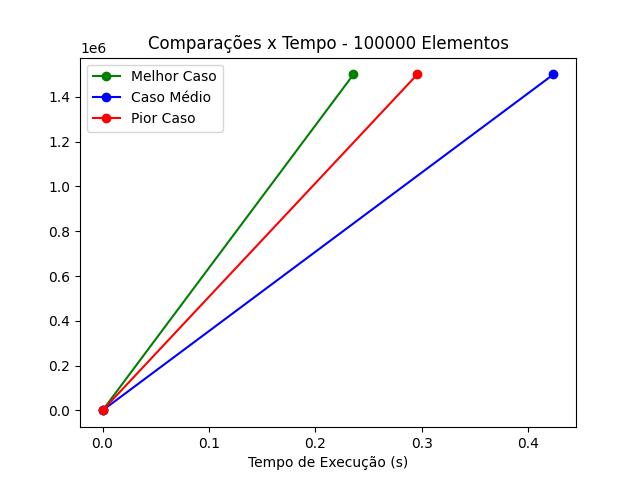 Comparações x Tempo - 100000 Elementos
1e6
Melhor Caso
Caso Médio
Pior Caso
1.4
1.2
1.0
0.8
0.6
0.4
0.2
0.0
0.0 0.1 0.2 0.3 0.4
Tempo de Execução (s)